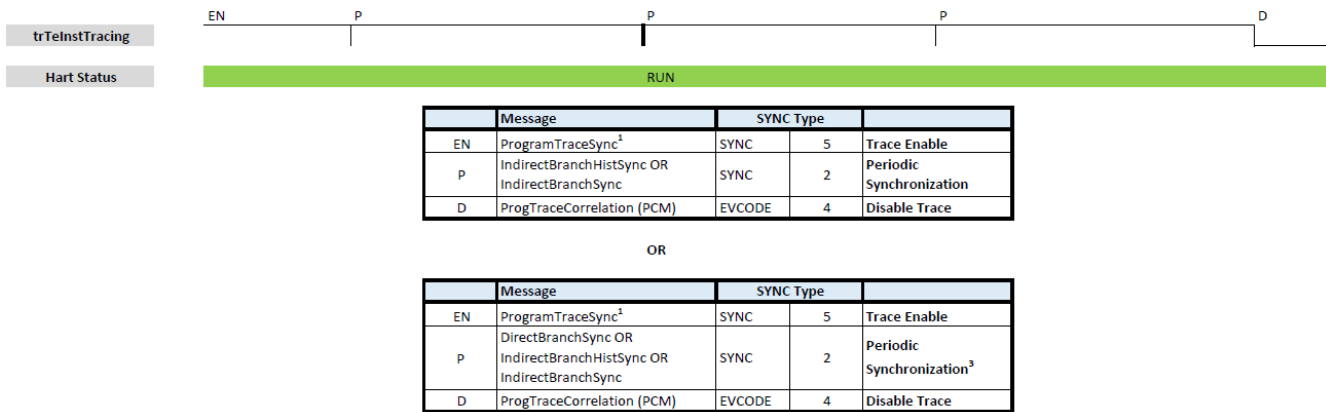 EN P P P D
trTeInstTracing
Hart Status RUN
Message SYNC Type
EN ProgramTraceSync¹ SYNC 5 Trace Enable
P IndirectBranchHistSync OR
IndirectBranchSync SYNC 2 Periodic
Synchronization
D ProgTraceCorrelation (PCM) EVCODE 4 Disable Trace
OR
Message SYNC Type
EN ProgramTraceSync¹ SYNC 5 Trace Enable
P DirectBranchSync OR
IndirectBranchHistSync OR
IndirectBranchSync SYNC 2 Periodic
Synchronization³
D ProgTraceCorrelation (PCM) EVCODE 4 Disable Trace